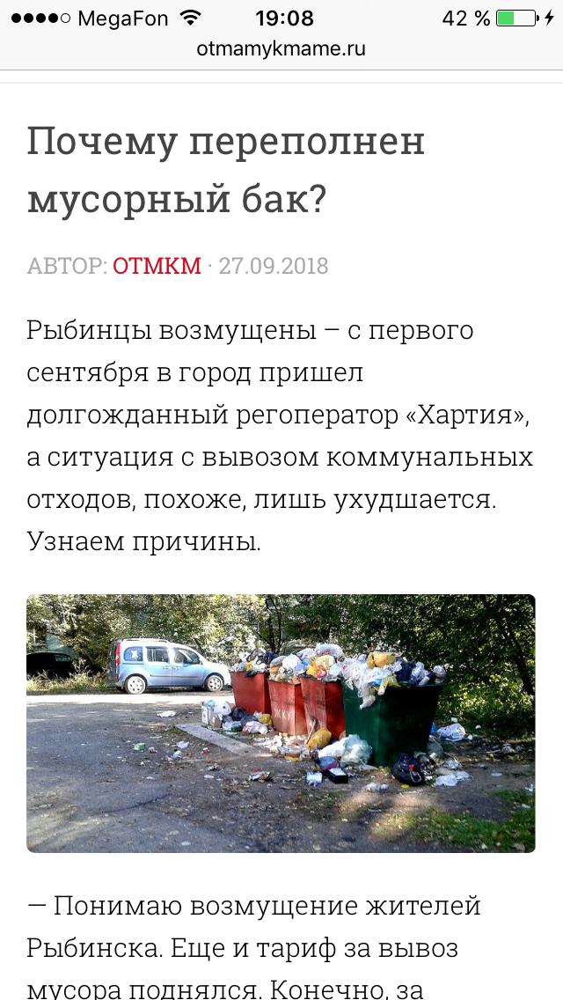 MegaFon 19:08 42 %
otmamykmame.ru
Почему переполнен
мусорный бак?
АВТОР: ОТМКМ · 27.09.2018
Рыбинцы возмущены – с первого
сентября в город пришел
долгожданный регоператор «Хартия»,
а ситуация с вывозом коммунальных
отходов, похоже, лишь ухудшается.
Узнаем причины.
— Понимаю возмущение жителей
Рыбинска. Еще и тариф за вывоз
мусора поднялся. Конечно, за